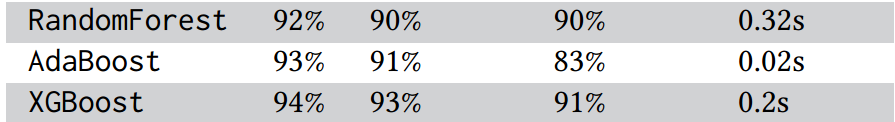 RandomForest 92% 90% 90% 0.32s
AdaBoost 93% 91% 83% 0.02s
XGBoost 94% 93% 91% 0.2s